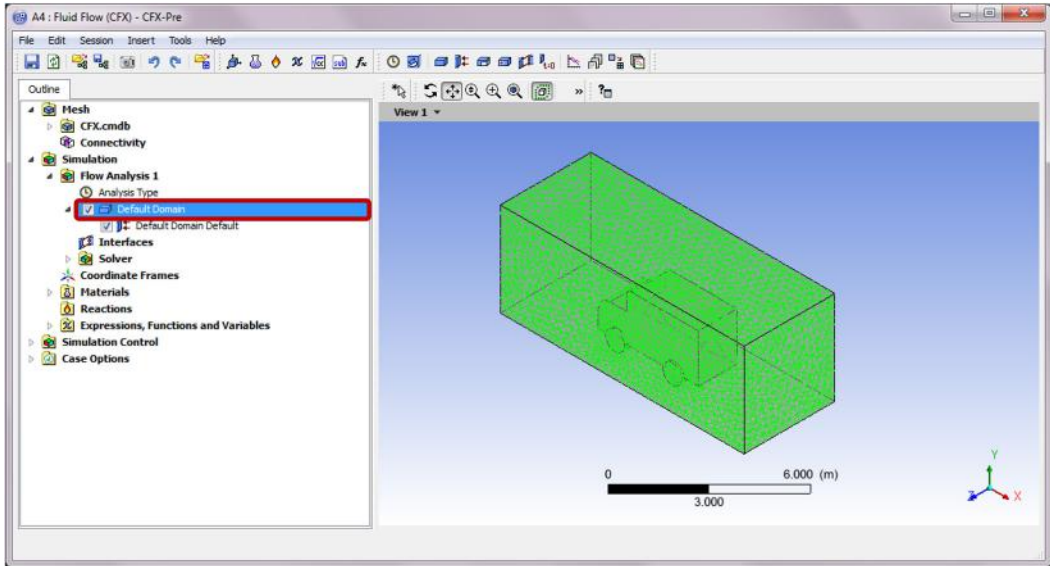 A4 : Fluid Flow (CFX) - CFX-Pre
File Edit Session Insert Tools Help
Outline
View 1
Mesh
CFX.cmdb
Connectivity
Simulation
Flow Analysis 1
Analysis Type
Default Domain
Default Domain Default
Interfaces
Solver
Coordinate Frames
Materials
Reactions
Expressions, Functions and Variables
Simulation Control
Case Options
0 6.000 (m)
3.000
Y
Z X